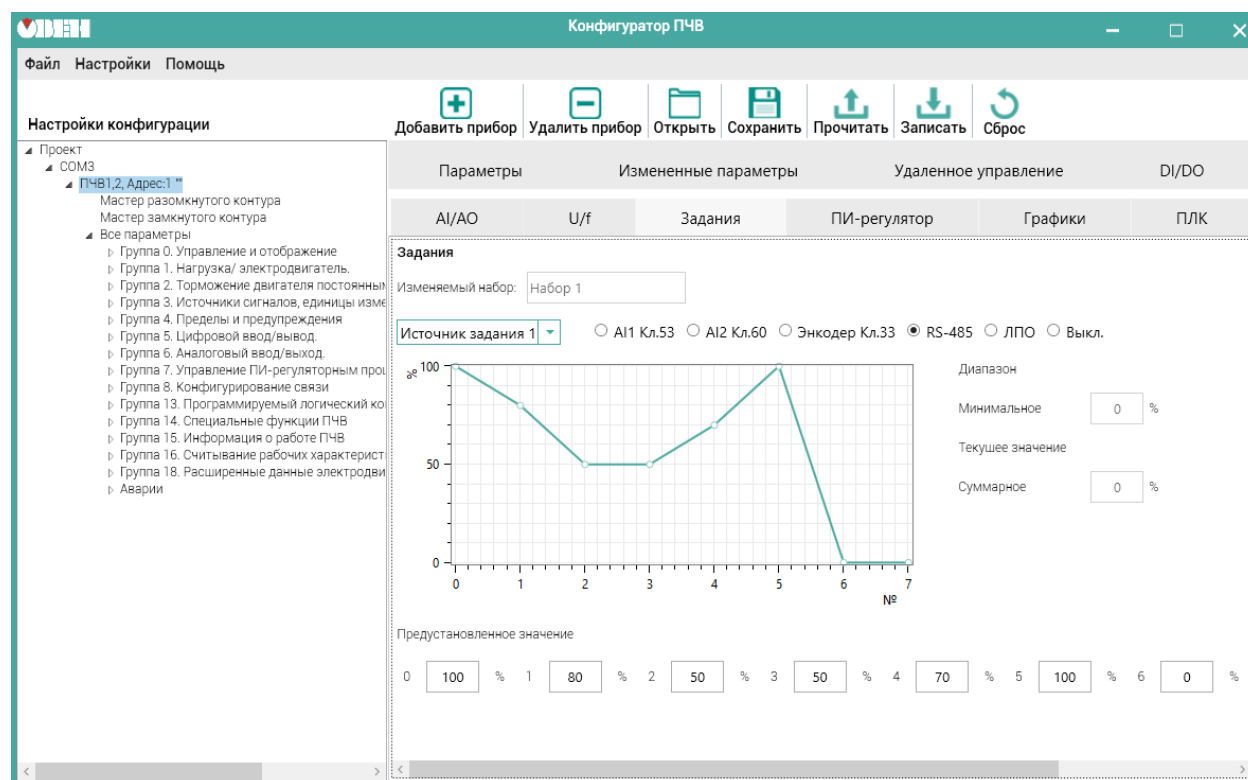 ОВЕН
Конфигуратор ПЧВ
Файл Настройки Помощь
Настройки конфигурации
Добавить прибор Удалить прибор Открыть Сохранить Прочитать Записать Сброс
Проект
COM3
ПЧВ1,2, Адрес:1 ""
Мастер разомкнутого контура
Мастер замкнутого контура
Все параметры
Группа 0. Управление и отображение
Группа 1. Нагрузка/ электродвигатель.
Группа 2. Торможение двигателя постоянным
Группа 3. Источники сигналов, единицы изме
Группа 4. Пределы и предупреждения
Группа 5. Цифровой ввод/вывод.
Группа 6. Аналоговый ввод/выход.
Группа 7. Управление ПИ-регуляторным проц
Группа 8. Конфигурирование связи
Группа 13. Программируемый логический ко
Группа 14. Специальные функции ПЧВ
Группа 15. Информация о работе ПЧВ
Группа 16. Считывание рабочих характерист
Группа 18. Расширенные данные электродви
Аварии
Параметры Измененные параметры Удаленное управление DI/DO
AI/AO U/f Задания ПИ-регулятор Графики ПЛК
Задания
Изменяемый набор: Набор 1
Источник задания 1 AI1 Кл.53 AI2 Кл.60 Энкодер Кл.33 RS-485 ЛПО Выкл.
%
100
50
0
0 1 2 3 4 5 6 7
№
Диапазон
Минимальное 0 %
Текущее значение
Суммарное 0 %
Предустановленное значение
0 100 % 1 80 % 2 50 % 3 50 % 4 70 % 5 100 % 6 0 %